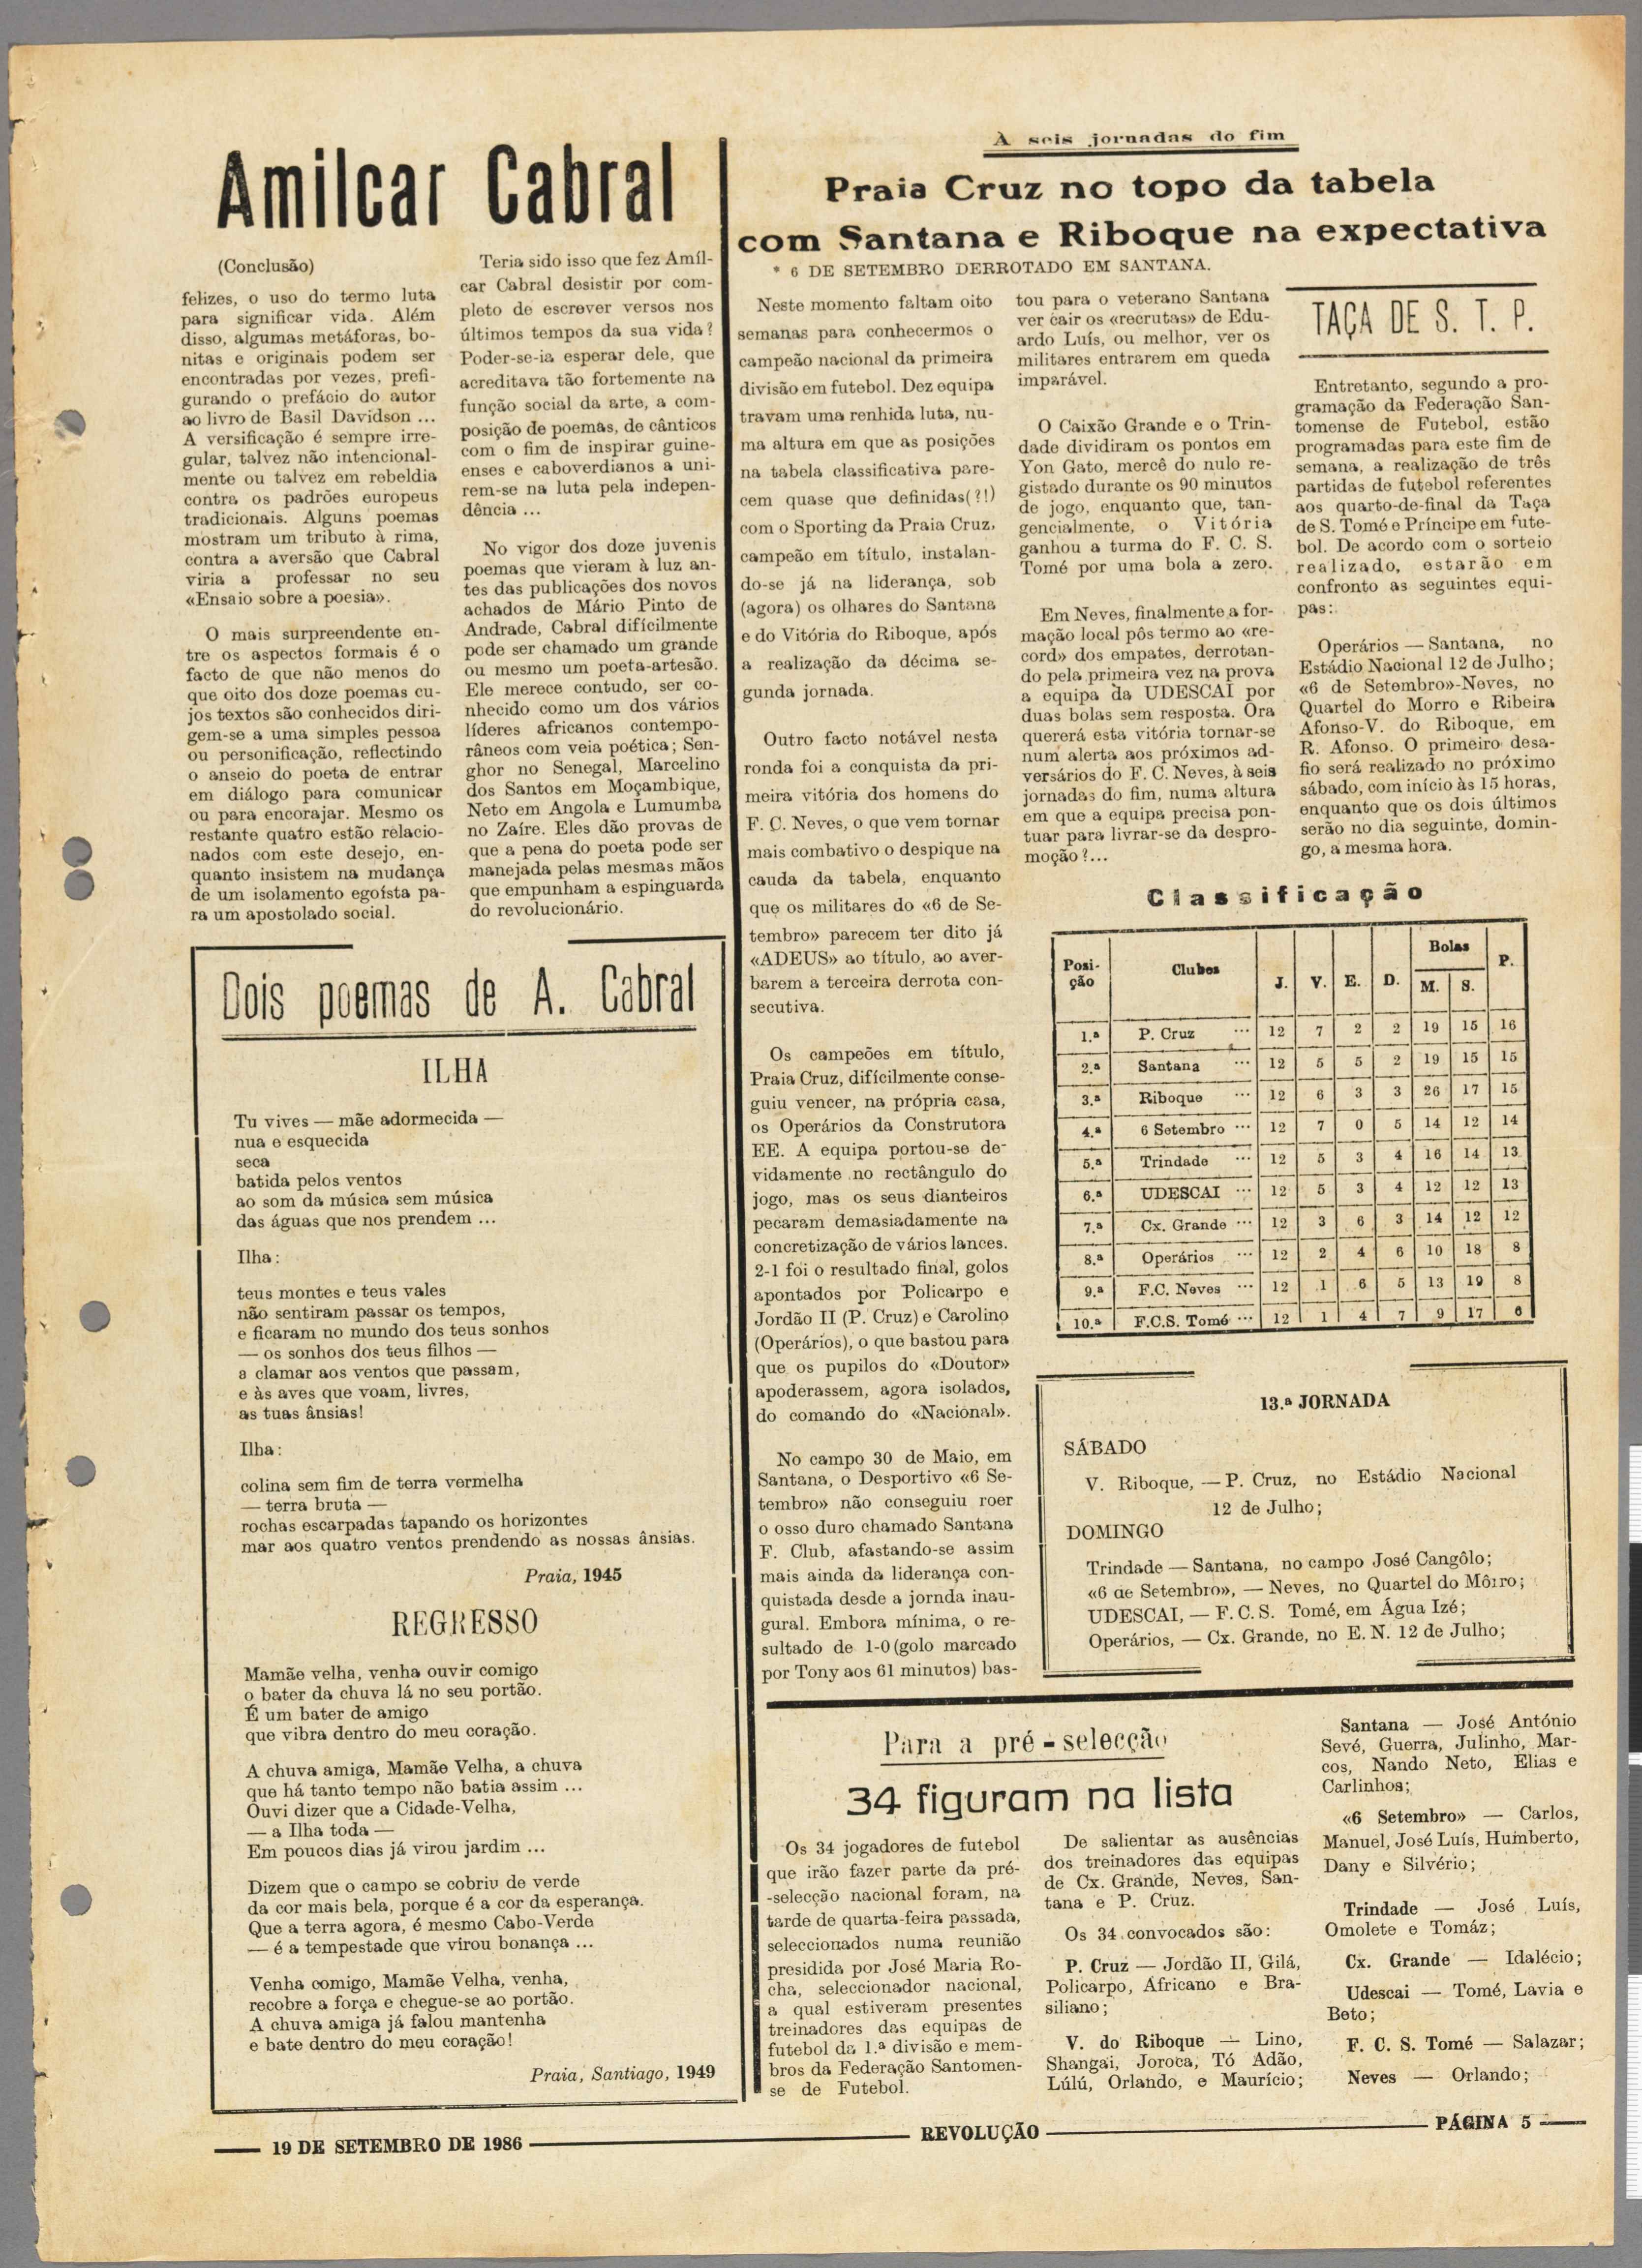 Amilcar Cabral
(Conclusão)
felizes, o uso do termo luta
para significar vida. Além
disso, algumas metáforas, bo-
nitas e originais podem ser
encontradas por vezes, prefi-
gurando o prefácio do autor
ao livro de Basil Davidson ...
A versificação é sempre irre-
gular, talvez não intencional-
mente ou talvez em rebeldia
contra os padrões europeus
tradicionais. Alguns poemas
mostram um tributo à rima,
contra a aversão que Cabral
viria a professar no seu
«Ensaio sobre a poesia».
O mais surpreendente en-
tre os aspectos formais é o
facto de que não menos do
que oito dos doze poemas cu-
jos textos são conhecidos diri-
gem-se a uma simples pessoa
ou personificação, reflectindo
o anseio do poeta de entrar
em diálogo para comunicar
ou para encorajar. Mesmo os
restante quatro estão relacio-
nados com este desejo, en-
quanto insistem na mudança
de um isolamento egoísta pa-
ra um apostolado social.
Teria sido isso que fez Amíl-
car Cabral desistir por com-
pleto de escrever versos nos
últimos tempos da sua vida?
Poder-se-ia esperar dele, que
acreditava tão fortemente na
função social da arte, a com-
posição de poemas, de cânticos
com o fim de inspirar guine-
enses e caboverdianos a uni-
rem-se na luta pela indepen-
dência ...
No vigor dos doze juvenis
poemas que vieram à luz an-
tes das publicações dos novos
achados de Mário Pinto de
Andrade, Cabral difícilmente
pode ser chamado um grande
ou mesmo um poeta-artesão.
Ele merece contudo, ser co-
nhecido como um dos vários
líderes africanos contempo-
râneos com veia poética; Sen-
ghor no Senegal, Marcelino
dos Santos em Moçambique,
Neto em Angola e Lumumba
no Zaíre. Eles dão provas de
que a pena do poeta pode ser
manejada pelas mesmas mãos
que empunham a espinguarda
do revolucionário.
Dois poemas de A. Cabral
ILHA
Tu vives — mãe adormecida —
nua e esquecida
seca
batida pelos ventos
ao som da música sem música
das águas que nos prendem ...
Ilha:
teus montes e teus vales
não sentiram passar os tempos,
e ficaram no mundo dos teus sonhos
— os sonhos dos teus filhos —
a clamar aos ventos que passam,
e às aves que voam, livres,
as tuas ânsias!
Ilha:
colina sem fim de terra vermelha
— terra bruta —
rochas escarpadas tapando os horizontes
mar aos quatro ventos prendendo as nossas ânsias.
Praia, 1945
REGRESSO
Mamãe velha, venha ouvir comigo
o bater da chuva lá no seu portão.
É um bater de amigo
que vibra dentro do meu coração.
A chuva amiga, Mamãe Velha, a chuva
que há tanto tempo não batia assim ...
Ouvi dizer que a Cidade-Velha,
— a Ilha toda —
Em poucos dias já virou jardim ...
Dizem que o campo se cobriu de verde
da cor mais bela, porque é a cor da esperança.
Que a terra agora, é mesmo Cabo-Verde
— é a tempestade que virou bonança ...
Venha comigo, Mamãe Velha, venha,
recobre a força e chegue-se ao portão.
A chuva amiga já falou mantenha
e bate dentro do meu coração!
Praia, Santiago, 1949
À seis jornadas do fim
Praia Cruz no topo da tabela
com Santana e Riboque na expectativa
* 6 DE SETEMBRO DERROTADO EM SANTANA.
Neste momento faltam oito
semanas para conhecermos o
campeão nacional da primeira
divisão em futebol. Dez equipa
travam uma renhida luta, nu-
ma altura em que as posições
na tabela classificativa pare-
cem quase que definidas(?!)
com o Sporting da Praia Cruz,
campeão em título, instalan-
do-se já na liderança, sob
(agora) os olhares do Santana
e do Vitória do Riboque, após
a realização da décima se-
gunda jornada.
Outro facto notável nesta
ronda foi a conquista da pri-
meira vitória dos homens do
F. C. Neves, o que vem tornar
mais combativo o despique na
cauda da tabela, enquanto
que os militares do «6 de Se-
tembro» parecem ter dito já
«ADEUS» ao título, ao aver-
barem a terceira derrota con-
secutiva.
Os campeões em título,
Praia Cruz, difícilmente conse-
guiu vencer, na própria casa,
os Operários da Construtora
EE. A equipa portou-se de-
vidamente no rectângulo do
jogo, mas os seus dianteiros
pecaram demasiadamente na
concretização de vários lances.
2-1 foi o resultado final, golos
apontados por Policarpo e
Jordão II (P. Cruz) e Carolino
(Operários), o que bastou para
que os pupilos do «Doutor»
apoderassem, agora isolados,
do comando do «Nacional».
No campo 30 de Maio, em
Santana, o Desportivo «6 Se-
tembro» não conseguiu roer
o osso duro chamado Santana
F. Club, afastando-se assim
mais ainda da liderança con-
quistada desde a jornda inau-
gural. Embora mínima, o re-
sultado de 1-0 (golo marcado
por Tony aos 61 minutos) bas-
tou para o veterano Santana
ver cair os «recrutas» de Edu-
ardo Luís, ou melhor, ver os
militares entrarem em queda
imparável.
O Caixão Grande e o Trin-
dade dividiram os pontos em
Yon Gato, mercê do nulo re-
gistado durante os 90 minutos
de jogo, enquanto que, tan-
gencialmente, o Vitória
ganhou a turma do F. C. S.
Tomé por uma bola a zero.
Em Neves, finalmente a for-
mação local pôs termo ao «re-
cord» dos empates, derrotan-
do pela primeira vez na prova
a equipa da UDESCAI por
duas bolas sem resposta. Ora
quererá esta vitória tornar-se
num alerta aos próximos ad-
versários do F. C. Neves, à seis
jornadas do fim, numa altura
em que a equipa precisa pon-
tuar para livrar-se da despro-
moção?...
TAÇA DE S. T. P.
Entretanto, segundo a pro-
gramação da Federação San-
tomense de Futebol, estão
programadas para este fim de
semana, a realização de três
partidas de futebol referentes
aos quarto-de-final da Taça
de S. Tomé e Príncipe em fute-
bol. De acordo com o sorteio
realizado, estarão em
confronto as seguintes equi-
pas:
Operários — Santana, no
Estádio Nacional 12 de Julho;
«6 de Setembro»-Neves, no
Quartel do Morro e Ribeira
Afonso-V. do Riboque, em
R. Afonso. O primeiro desa-
fio será realizado no próximo
sábado, com início às 15 horas,
enquanto que os dois últimos
serão no dia seguinte, domin-
go, a mesma hora.
Classificação
Posi-ção Clubes J. V. E. D. Bolas M. S. P.
1.ª P. Cruz ... 12 7 2 2 19 15 16
2.ª Santana ... 12 5 5 2 19 15 15
3.ª Riboque ... 12 6 3 3 26 17 15
4.ª 6 Setembro ... 12 7 0 5 14 12 14
5.ª Trindade ... 12 5 3 4 16 14 13
6.ª UDESCAI ... 12 5 3 4 12 12 13
7.ª Cx. Grande ... 12 3 6 3 14 12 12
8.ª Operários ... 12 2 4 6 10 18 8
9.ª F.C. Neves ... 12 1 6 5 13 19 8
10.ª F.C.S. Tomé ... 12 1 4 7 9 17 6
13.ª JORNADA
SÁBADO
V. Riboque, — P. Cruz, no Estádio Nacional
12 de Julho;
DOMINGO
Trindade — Santana, no campo José Cangôlo;
«6 de Setembro», — Neves, no Quartel do Môrro;
UDESCAI, — F. C. S. Tomé, em Água Izé;
Operários, — Cx. Grande, no E. N. 12 de Julho;
Para a pré-selecção
34 figuram na lista
Os 34 jogadores de futebol
que irão fazer parte da pré-
-selecção nacional foram, na
tarde de quarta-feira passada,
seleccionados numa reunião
presidida por José Maria Ro-
cha, seleccionador nacional,
a qual estiveram presentes
treinadores das equipas de
futebol da 1.ª divisão e mem-
bros da Federação Santomen-
se de Futebol.
De salientar as ausências
dos treinadores das equipas
de Cx. Grande, Neves, San-
tana e P. Cruz.
Os 34 convocados são:
P. Cruz — Jordão II, Gilá,
Policarpo, Africano e Bra-
siliano;
V. do Riboque — Lino,
Shangai, Joroca, Tó Adão,
Lúlú, Orlando, e Maurício;
Santana — José António
Sevé, Guerra, Julinho, Mar-
cos, Nando Neto, Elias e
Carlinhos;
«6 Setembro» — Carlos,
Manuel, José Luís, Humberto,
Dany e Silvério;
Trindade — José Luís,
Omolete e Tomáz;
Cx. Grande — Idalécio;
Udescai — Tomé, Lavia e
Beto;
F. C. S. Tomé — Salazar;
Neves — Orlando;
19 DE SETEMBRO DE 1986 REVOLUÇÃO PÁGINA 5